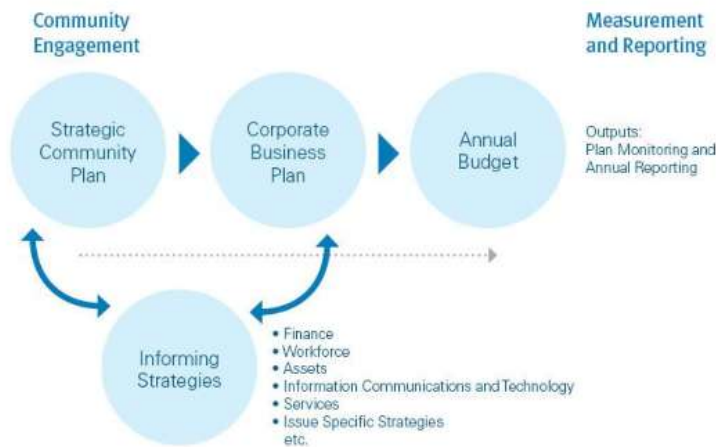 Community
Engagement
Measurement
and Reporting
Strategic
Community
Plan
Corporate
Business
Plan
Annual
Budget
Outputs:
Plan Monitoring and
Annual Reporting
Informing
Strategies
• Finance
• Workforce
• Assets
• Information Communications and Technology
• Services
• Issue Specific Strategies
etc.